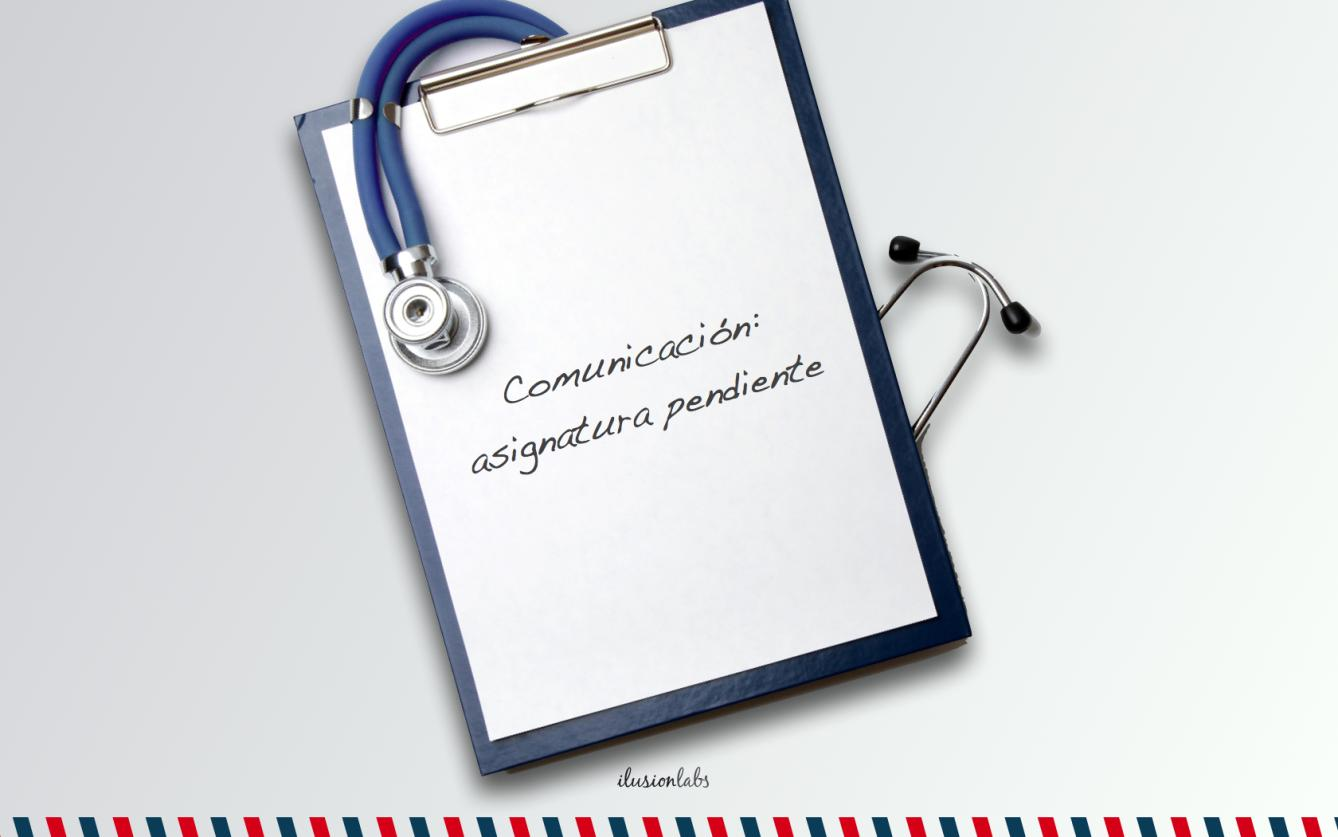 Comunicación:
asignatura pendiente
ilusionlabs